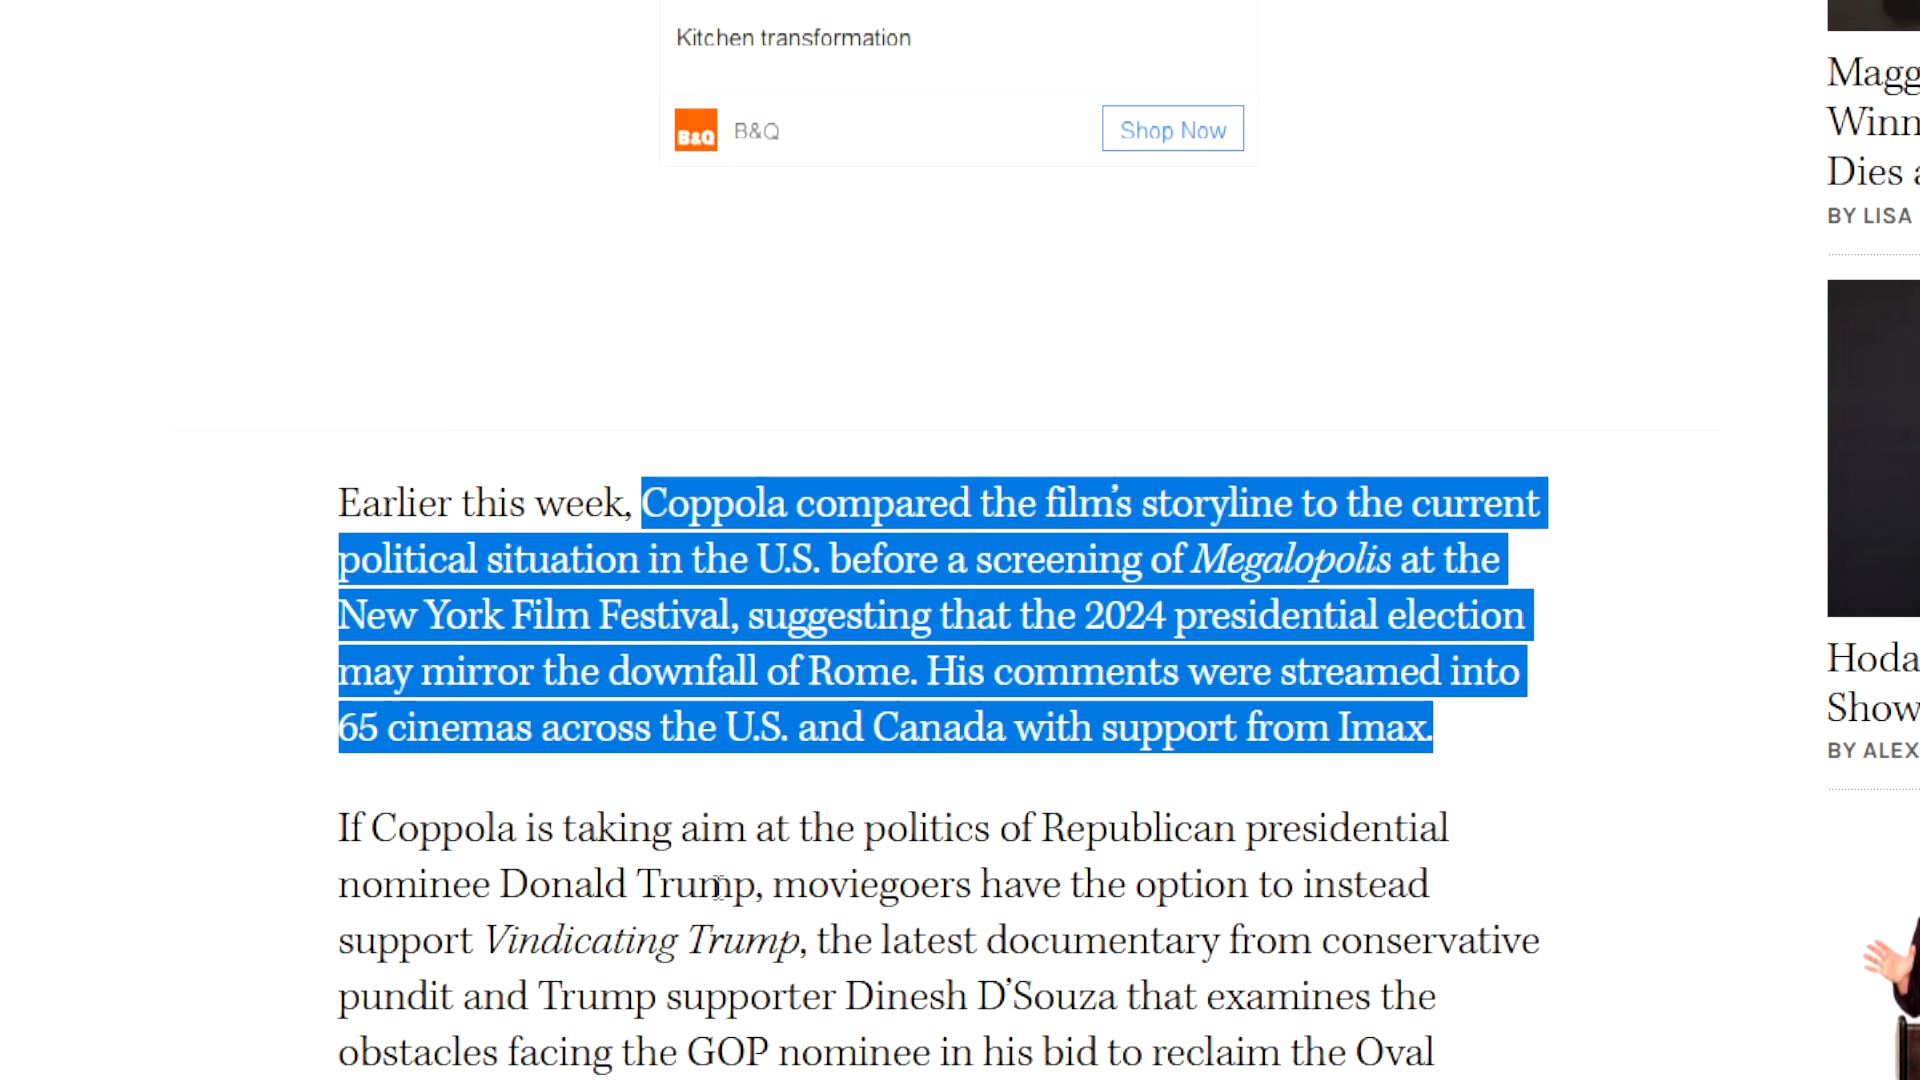 Kitchen transformation
B&Q
B&Q
Shop Now
Earlier this week, Coppola compared the film’s storyline to the current
political situation in the U.S. before a screening of Megalopolis at the
New York Film Festival, suggesting that the 2024 presidential election
may mirror the downfall of Rome. His comments were streamed into
65 cinemas across the U.S. and Canada with support from Imax.
If Coppola is taking aim at the politics of Republican presidential
nominee Donald Trump, moviegoers have the option to instead
support Vindicating Trump, the latest documentary from conservative
pundit and Trump supporter Dinesh D’Souza that examines the
obstacles facing the GOP nominee in his bid to reclaim the Oval
Magg
Winn
Dies a
BY LISA
Hoda
Show
BY ALEX